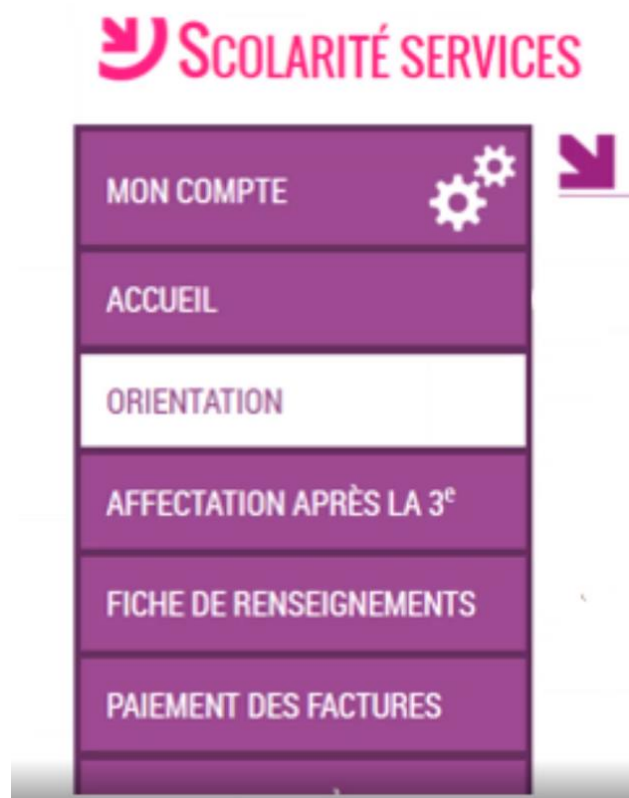 SCOLARITÉ SERVICES
MON COMPTE
ACCUEIL
ORIENTATION
AFFECTATION APRÈS LA 3e
FICHE DE RENSEIGNEMENTS
PAIEMENT DES FACTURES